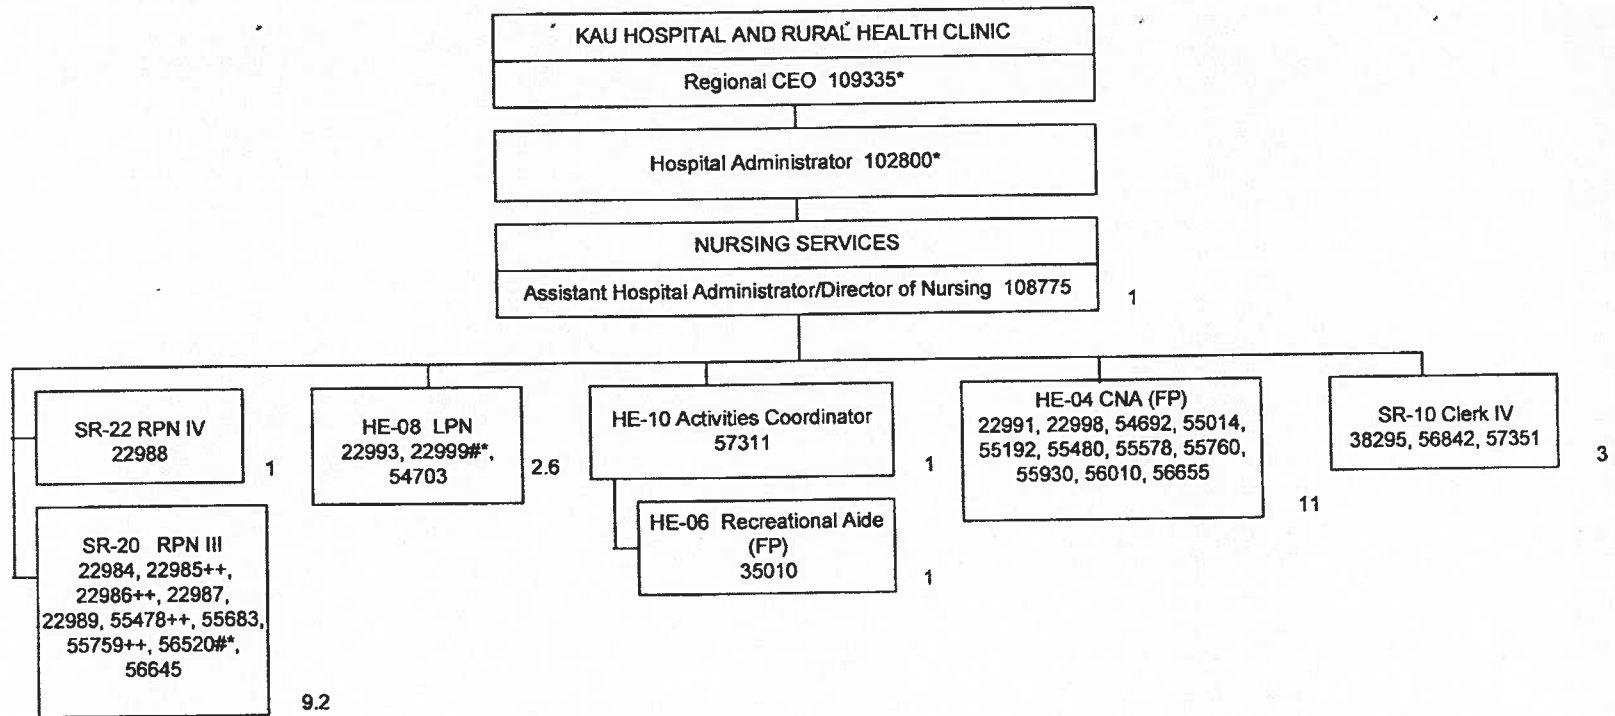 KAU HOSPITAL AND RURAL HEALTH CLINIC
Regional CEO 109335*
Hospital Administrator 102800*
NURSING SERVICES
Assistant Hospital Administrator/Director of Nursing 108775
1
SR-22 RPN IV
22988
1
SR-20 RPN III
22984, 22985++,
22986++, 22987,
22989, 55478++, 55683,
55759++, 56520#*,
56645
9.2
HE-08 LPN
22993, 22999#*,
54703
2.6
HE-10 Activities Coordinator
57311
1
HE-06 Recreational Aide
(FP)
35010
1
HE-04 CNA (FP)
22991, 22998, 54692, 55014,
55192, 55480, 55578, 55760,
55930, 56010, 56655
11
SR-10 Clerk IV
38295, 56842, 57351
3